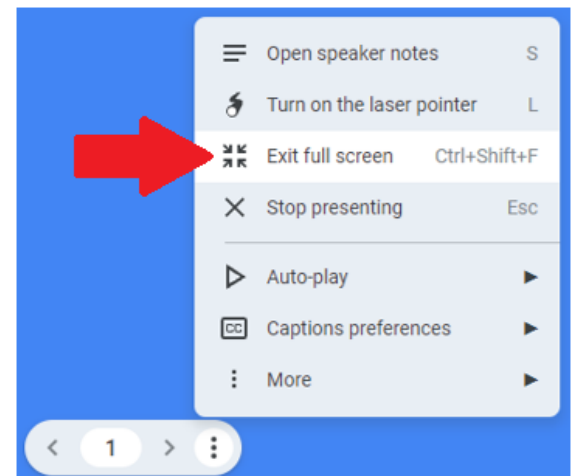 Open speaker notes S
Turn on the laser pointer L
Exit full screen Ctrl+Shift+F
Stop presenting Esc
Auto-play
CC Captions preferences
More
1